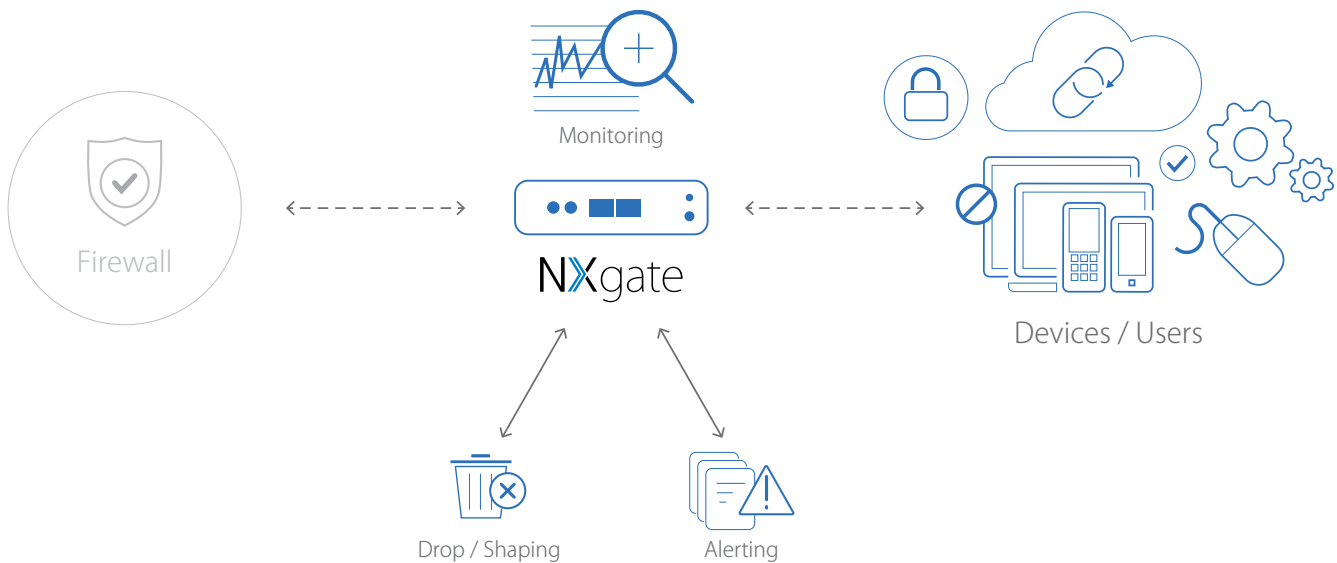 Monitoring
Firewall
NXgate
Devices / Users
Drop / Shaping
Alerting